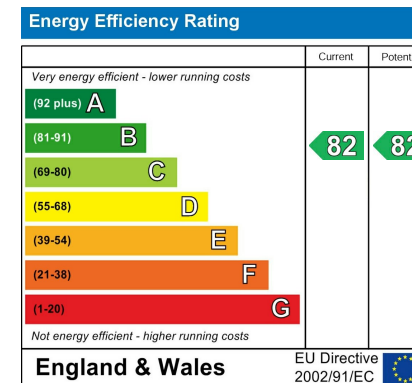 Energy Efficiency Rating
Current Potent
Very energy efficient - lower running costs
(92 plus) A
(81-91) B 82 82
(69-80) C
(55-68) D
(39-54) E
(21-38) F
(1-20) G
Not energy efficient - higher running costs
England & Wales
EU Directive
2002/91/EC